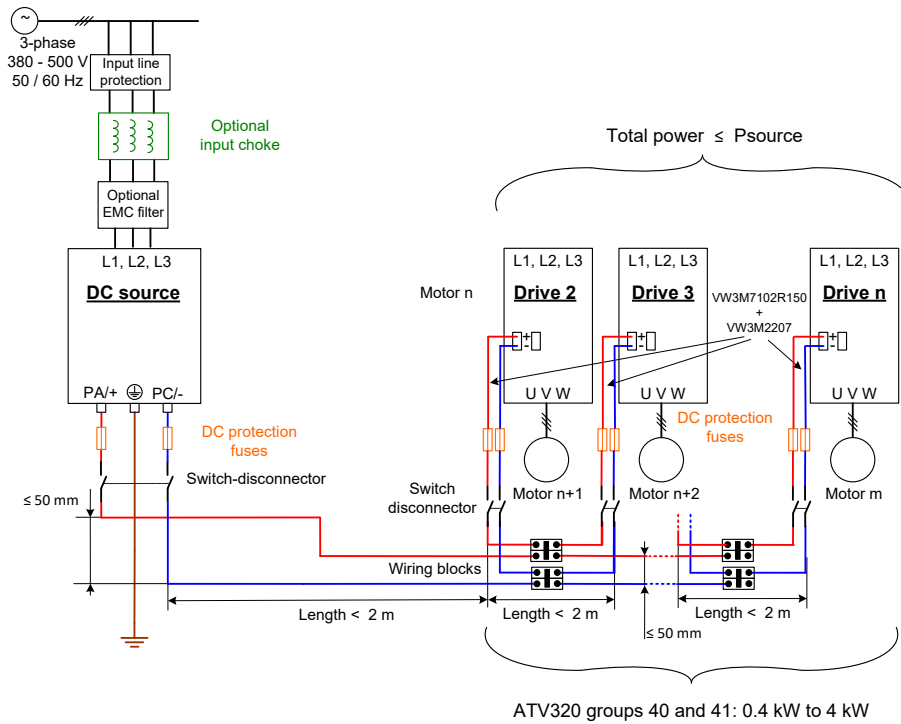 ~
3-phase
380 - 500 V
50 / 60 Hz
Input line
protection
Optional
input choke
Optional
EMC filter
L1, L2, L3
DC source
PA/+
PC/-
DC protection
fuses
Switch-disconnector
≤ 50 mm
Total power ≤ Psource
Motor n
L1, L2, L3
Drive 2
+
-
U V W
Motor n+1
L1, L2, L3
Drive 3
+
-
U V W
Motor n+2
VW3M7102R150
+
VW3M2207
L1, L2, L3
Drive n
+
-
U V W
Motor m
DC protection
fuses
Switch
disconnector
Wiring blocks
Length < 2 m
Length < 2 m
≤ 50 mm
Length < 2 m
ATV320 groups 40 and 41: 0.4 kW to 4 kW